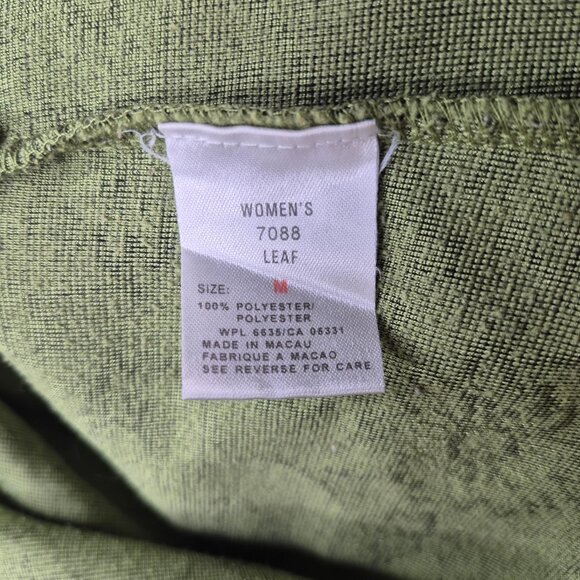 WOMEN'S
7088
LEAF
SIZE: M
100% POLYESTER/
POLYESTER
WPL 6635/CA 06331
MADE IN MACAU
FABRIQUE A MACAO
SEE REVERSE FOR CARE